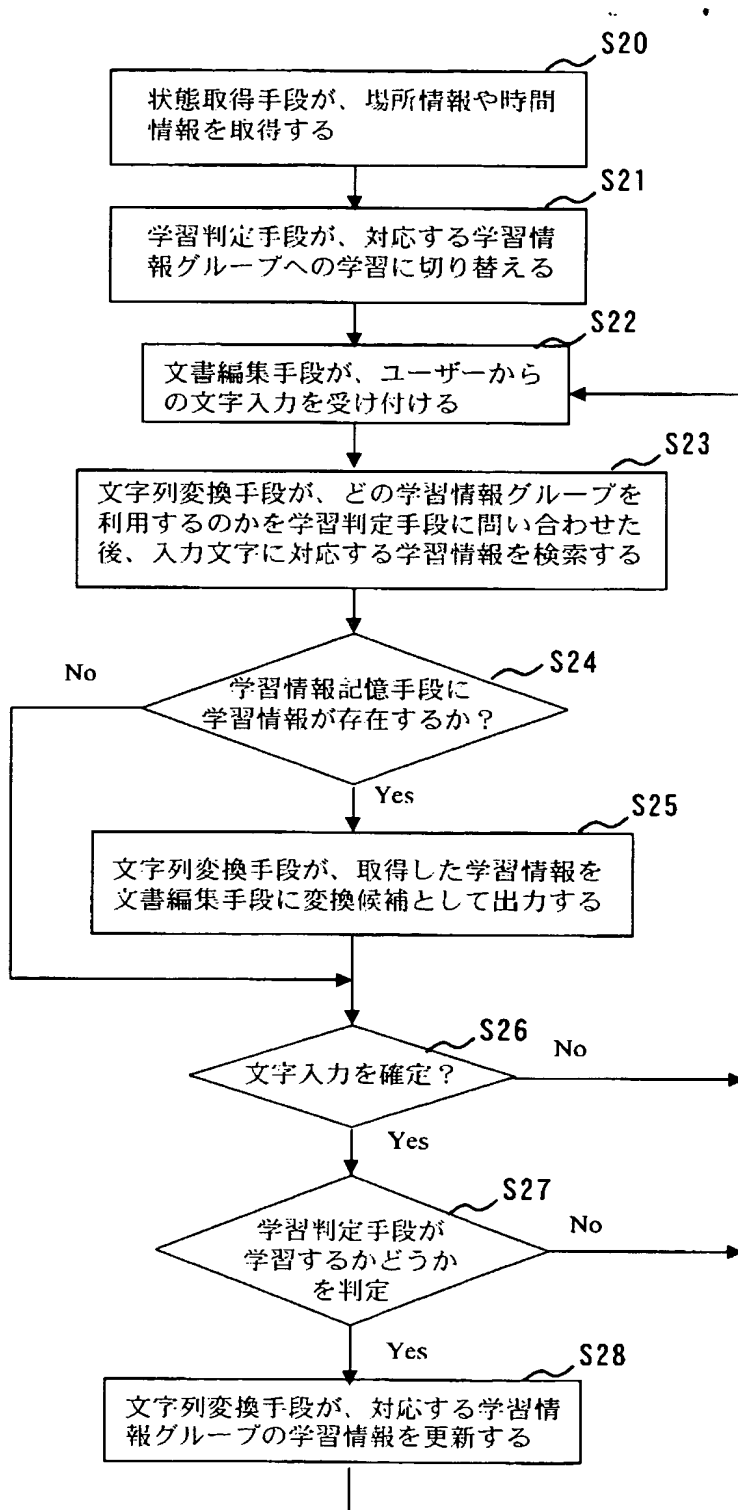 S20
状態取得手段が、場所情報や時間
情報を取得する
S21
学習判定手段が、対応する学習情
報グループへの学習に切り替える
S22
文書編集手段が、ユーザーから
の文字入力を受け付ける
S23
文字列変換手段が、どの学習情報グループを
利用するのかを学習判定手段に問い合わせた
後、入力文字に対応する学習情報を検索する
S24
No
学習情報記憶手段に
学習情報が存在するか？
Yes
S25
文字列変換手段が、取得した学習情報を
文書編集手段に変換候補として出力する
S26
No
文字入力を確定？
Yes
S27
No
学習判定手段が
学習するかどうか
を判定
Yes
S28
文字列変換手段が、対応する学習情
報グループの学習情報を更新する